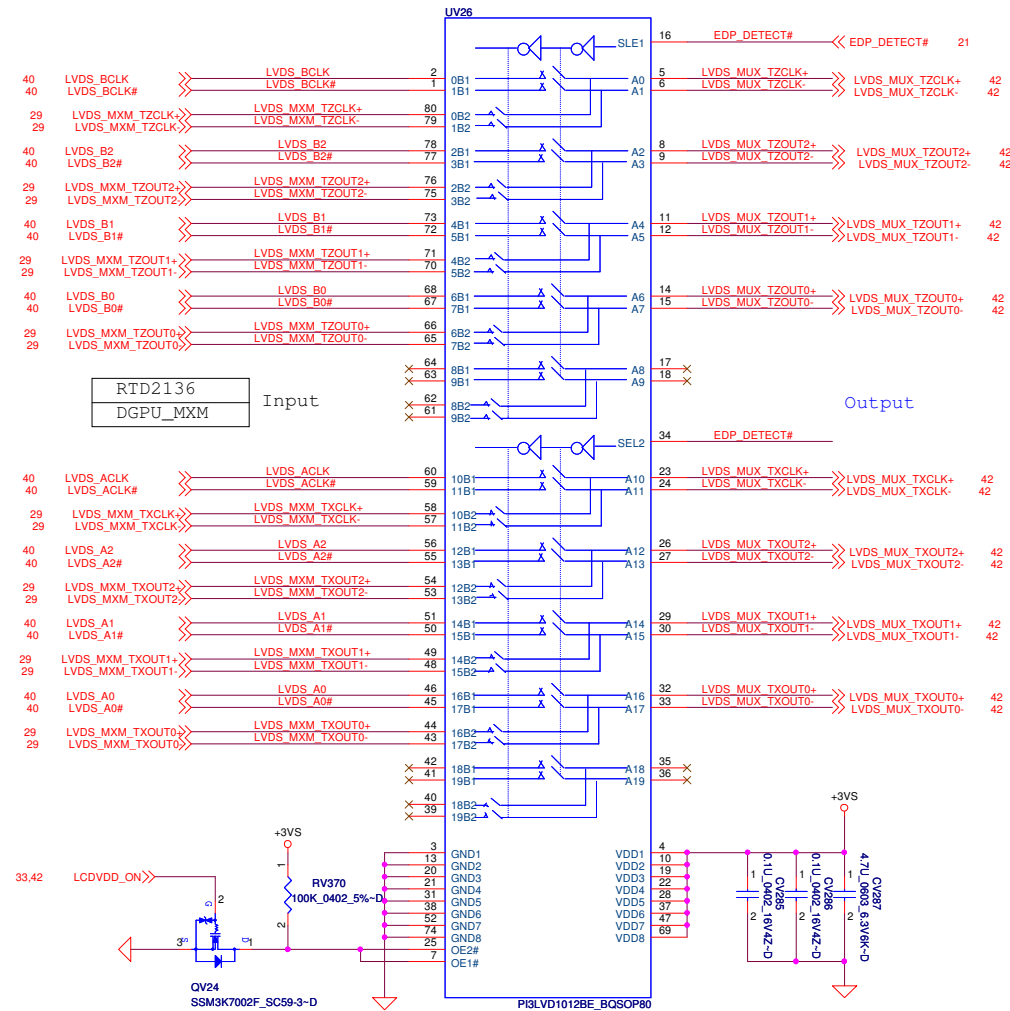 UV26
16 EDP_DETECT# EDP_DETECT# 21
SLE1
40 LVDS_BCLK LVDS_BCLK 2 0B1 A0 5 LVDS_MUX_TZCLK+ LVDS_MUX_TZCLK+ 42
40 LVDS_BCLK# LVDS_BCLK# 1 1B1 A1 6 LVDS_MUX_TZCLK- LVDS_MUX_TZCLK- 42
29 LVDS_MXM_TZCLK+ LVDS_MXM_TZCLK+ 80 0B2
29 LVDS_MXM_TZCLK- LVDS_MXM_TZCLK- 79 1B2
40 LVDS_B2 LVDS_B2 78 2B1 A2 8 LVDS_MUX_TZOUT2+ LVDS_MUX_TZOUT2+ 42
40 LVDS_B2# LVDS_B2# 77 3B1 A3 9 LVDS_MUX_TZOUT2- LVDS_MUX_TZOUT2- 42
29 LVDS_MXM_TZOUT2+ LVDS_MXM_TZOUT2+ 76 2B2
29 LVDS_MXM_TZOUT2- LVDS_MXM_TZOUT2- 75 3B2
40 LVDS_B1 LVDS_B1 73 4B1 A4 11 LVDS_MUX_TZOUT1+ LVDS_MUX_TZOUT1+ 42
40 LVDS_B1# LVDS_B1# 72 5B1 A5 12 LVDS_MUX_TZOUT1- LVDS_MUX_TZOUT1- 42
29 LVDS_MXM_TZOUT1+ LVDS_MXM_TZOUT1+ 71 4B2
29 LVDS_MXM_TZOUT1- LVDS_MXM_TZOUT1- 70 5B2
40 LVDS_B0 LVDS_B0 68 6B1 A6 14 LVDS_MUX_TZOUT0+ LVDS_MUX_TZOUT0+ 42
40 LVDS_B0# LVDS_B0# 67 7B1 A7 15 LVDS_MUX_TZOUT0- LVDS_MUX_TZOUT0- 42
29 LVDS_MXM_TZOUT0+ LVDS_MXM_TZOUT0+ 66 6B2
29 LVDS_MXM_TZOUT0 LVDS_MXM_TZOUT0- 65 7B2
64 8B1 A8 17
63 9B1 A9 18
62 8B2
61 9B2
RTD2136
DGPU_MXM
Input
Output
SEL2 34 EDP_DETECT#
40 LVDS_ACLK LVDS_ACLK 60 10B1 A10 23 LVDS_MUX_TXCLK+ LVDS_MUX_TXCLK+ 42
40 LVDS_ACLK# LVDS_ACLK# 59 11B1 A11 24 LVDS_MUX_TXCLK- LVDS_MUX_TXCLK- 42
29 LVDS_MXM_TXCLK+ LVDS_MXM_TXCLK+ 58 10B2
29 LVDS_MXM_TXCLK- LVDS_MXM_TXCLK- 57 11B2
40 LVDS_A2 LVDS_A2 56 12B1 A12 26 LVDS_MUX_TXOUT2+ LVDS_MUX_TXOUT2+ 42
40 LVDS_A2# LVDS_A2# 55 13B1 A13 27 LVDS_MUX_TXOUT2- LVDS_MUX_TXOUT2- 42
29 LVDS_MXM_TXOUT2+ LVDS_MXM_TXOUT2+ 54 12B2
29 LVDS_MXM_TXOUT2 LVDS_MXM_TXOUT2- 53 13B2
40 LVDS_A1 LVDS_A1 51 14B1 A14 29 LVDS_MUX_TXOUT1+ LVDS_MUX_TXOUT1+ 42
40 LVDS_A1# LVDS_A1# 50 15B1 A15 30 LVDS_MUX_TXOUT1- LVDS_MUX_TXOUT1- 42
29 LVDS_MXM_TXOUT1+ LVDS_MXM_TXOUT1+ 49 14B2
29 LVDS_MXM_TXOUT1- LVDS_MXM_TXOUT1- 48 15B2
40 LVDS_A0 LVDS_A0 46 16B1 A16 32 LVDS_MUX_TXOUT0+ LVDS_MUX_TXOUT0+ 42
40 LVDS_A0# LVDS_A0# 45 17B1 A17 33 LVDS_MUX_TXOUT0- LVDS_MUX_TXOUT0- 42
29 LVDS_MXM_TXOUT0+ LVDS_MXM_TXOUT0+ 44 16B2
29 LVDS_MXM_TXOUT0 LVDS_MXM_TXOUT0- 43 17B2
42 18B1 A18 35
41 19B1 A19 36
40 18B2
39 19B2
3 GND1 VDD1 4
13 GND2 VDD2 10
20 GND3 VDD3 19
21 GND4 VDD4 22
31 GND5 VDD5 28
38 GND6 VDD6 37
52 GND7 VDD7 47
74 GND8 VDD8 69
25 OE2#
7 OE1#
+3VS
1
RV370
100K_0402_5%~D
2
33,42 LCDVDD_ON
2
G
3 S D 1
QV24
SSM3K7002F_SC59-3~D
PI3LVD1012BE_BQSOP80
+3VS
1 1 1
2 2 2
CV285
0.1U_0402_16V4Z~D
CV286
0.1U_0402_16V4Z~D
CV287
4.7U_0603_6.3V6K~D